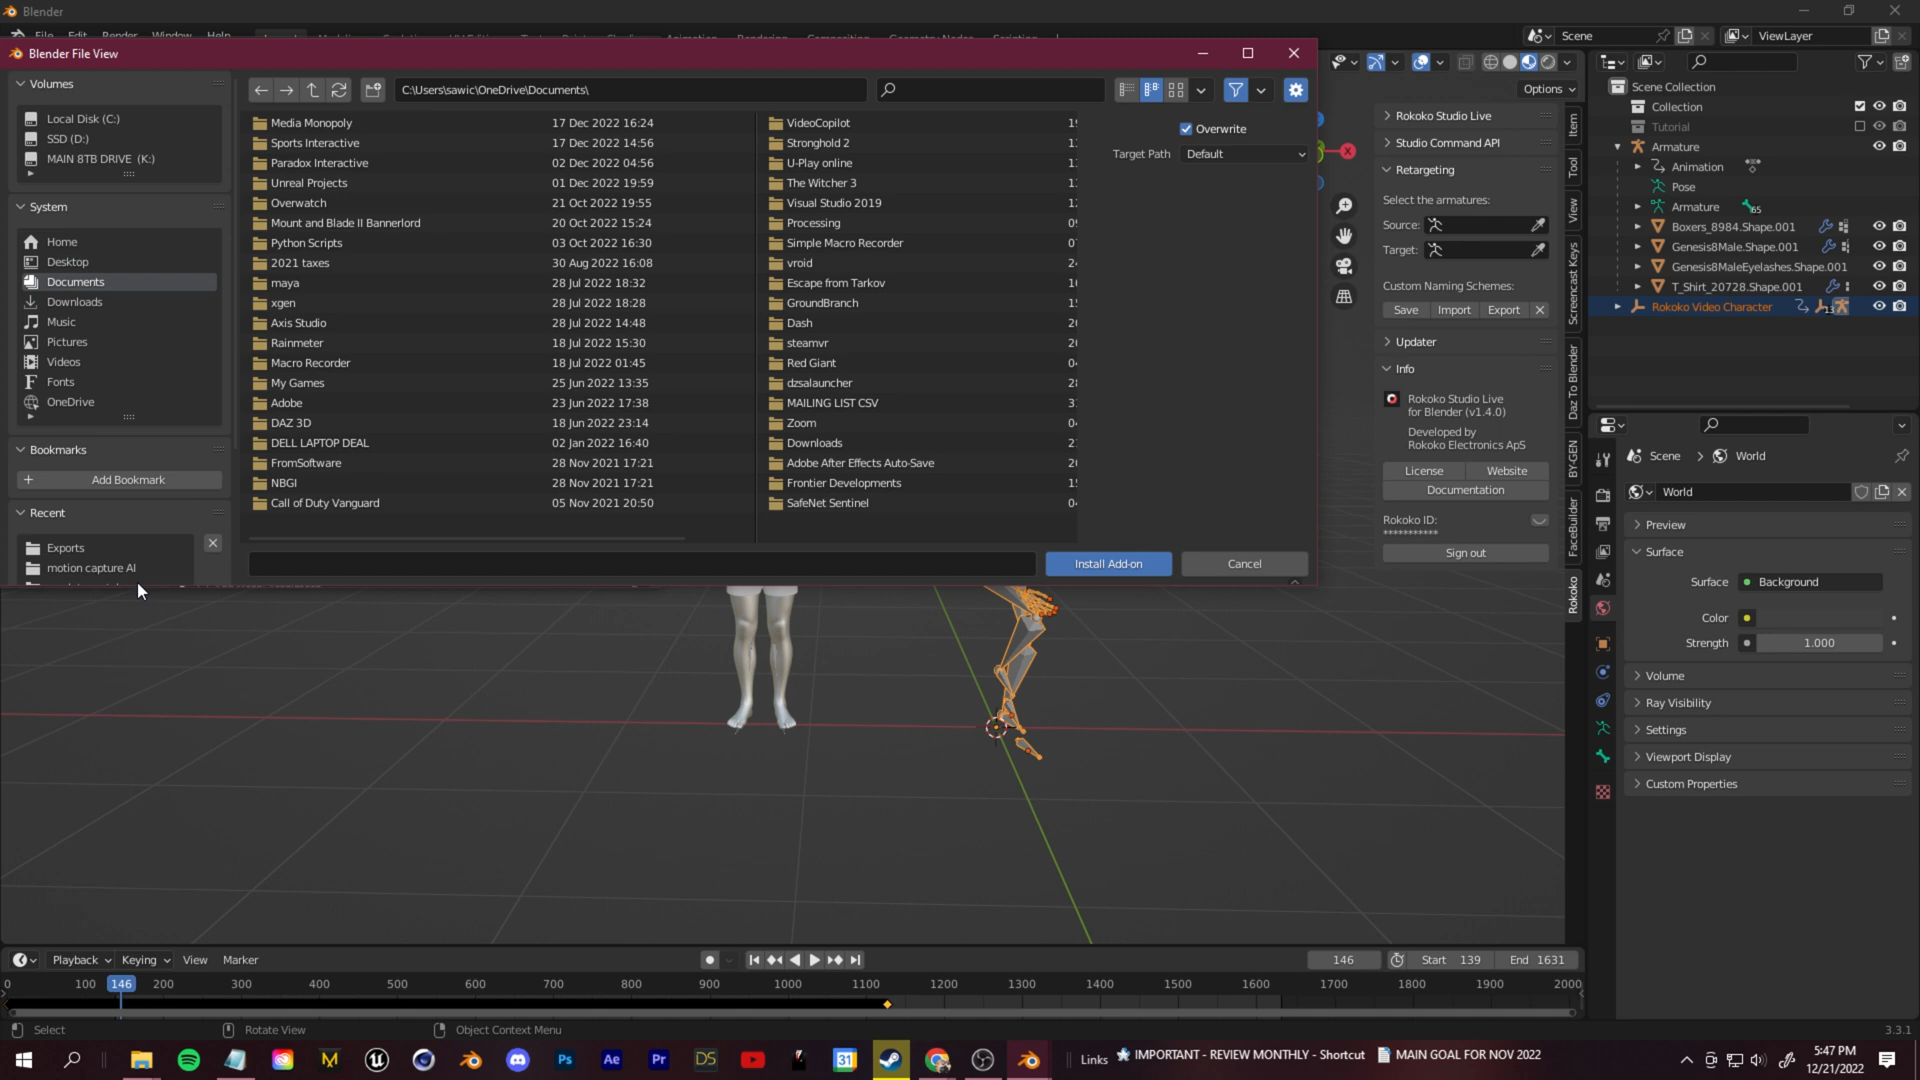 Blender
File Edit Render Window Help
Scene ViewLayer
Blender File View
Volumes
Local Disk (C:)
SSD (D:)
MAIN 8TB DRIVE (K:)
System
Home
Desktop
Documents
Downloads
Music
Pictures
Videos
Fonts
OneDrive
Bookmarks
Add Bookmark
Recent
Exports
motion capture AI
C:\Users\sawic\OneDrive\Documents\
Media Monopoly 17 Dec 2022 16:24
Sports Interactive 17 Dec 2022 14:56
Paradox Interactive 02 Dec 2022 04:56
Unreal Projects 01 Dec 2022 19:59
Overwatch 21 Oct 2022 19:55
Mount and Blade II Bannerlord 20 Oct 2022 15:24
Python Scripts 03 Oct 2022 16:30
2021 taxes 30 Aug 2022 16:08
maya 28 Jul 2022 18:32
xgen 28 Jul 2022 18:28
Axis Studio 28 Jul 2022 14:48
Rainmeter 18 Jul 2022 15:30
Macro Recorder 18 Jul 2022 01:45
My Games 25 Jun 2022 13:35
Adobe 23 Jun 2022 17:38
DAZ 3D 18 Jun 2022 23:14
DELL LAPTOP DEAL 02 Jan 2022 16:40
FromSoftware 28 Nov 2021 17:21
NBGI 28 Nov 2021 17:21
Call of Duty Vanguard 05 Nov 2021 20:50
VideoCopilot
Stronghold 2
U-Play online
The Witcher 3
Visual Studio 2019
Processing
Simple Macro Recorder
vroid
Escape from Tarkov
GroundBranch
Dash
steamvr
Red Giant
dzsalauncher
MAILING LIST CSV
Zoom
Downloads
Adobe After Effects Auto-Save
Frontier Developments
SafeNet Sentinel
Overwrite
Target Path Default
Install Add-on Cancel
Options
Rokoko Studio Live
Studio Command API
Retargeting
Select the armatures:
Source:
Target:
Custom Naming Schemes:
Save Import Export
Updater
Info
Rokoko Studio Live
for Blender (v1.4.0)
Developed by
Rokoko Electronics ApS
License Website
Documentation
Rokoko ID:
***********
Sign out
Item
Tool
View
Screencast Keys
Daz To Blender
BY-GEN
FaceBuilder
Rokoko
X
Scene Collection
Collection
Tutorial
Armature
Animation
Pose
Armature 65
Boxers_8984.Shape.001
Genesis8Male.Shape.001
Genesis8MaleEyelashes.Shape.001
T_Shirt_20728.Shape.001
Rokoko Video Character 13
Scene World
World
Preview
Surface
Surface Background
Color
Strength 1.000
Volume
Ray Visibility
Settings
Viewport Display
Custom Properties
Playback Keying View Marker
146 Start 139 End 1631
0 100 146 200 300 400 500 600 700 800 900 1000 1100 1200 1300 1400 1500 1600 1700 1800 1900 2000
Select Rotate View Object Context Menu 3.3.1
Ps Ae Pr DS 31
Links IMPORTANT - REVIEW MONTHLY - Shortcut MAIN GOAL FOR NOV 2022
5:47 PM
12/21/2022